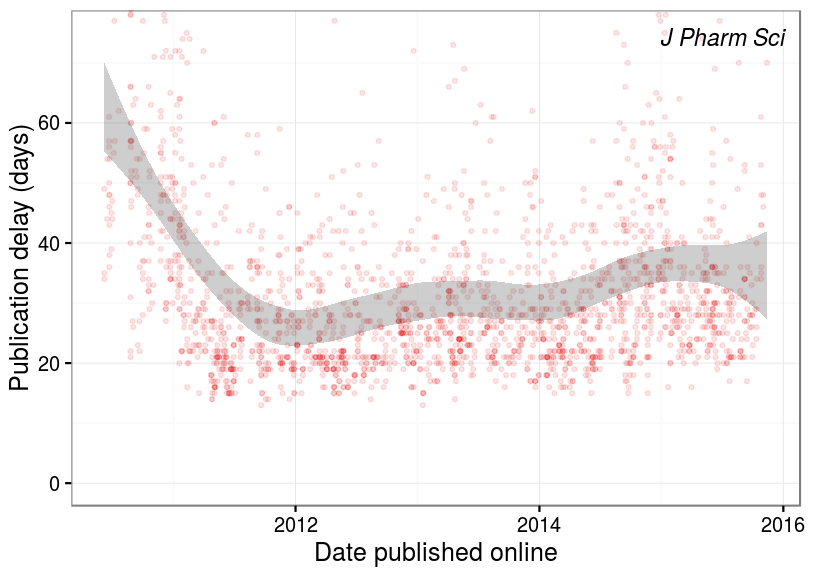 J Pharm Sci
Publication delay (days)
60
40
20
0
2012
2014
2016
Date published online